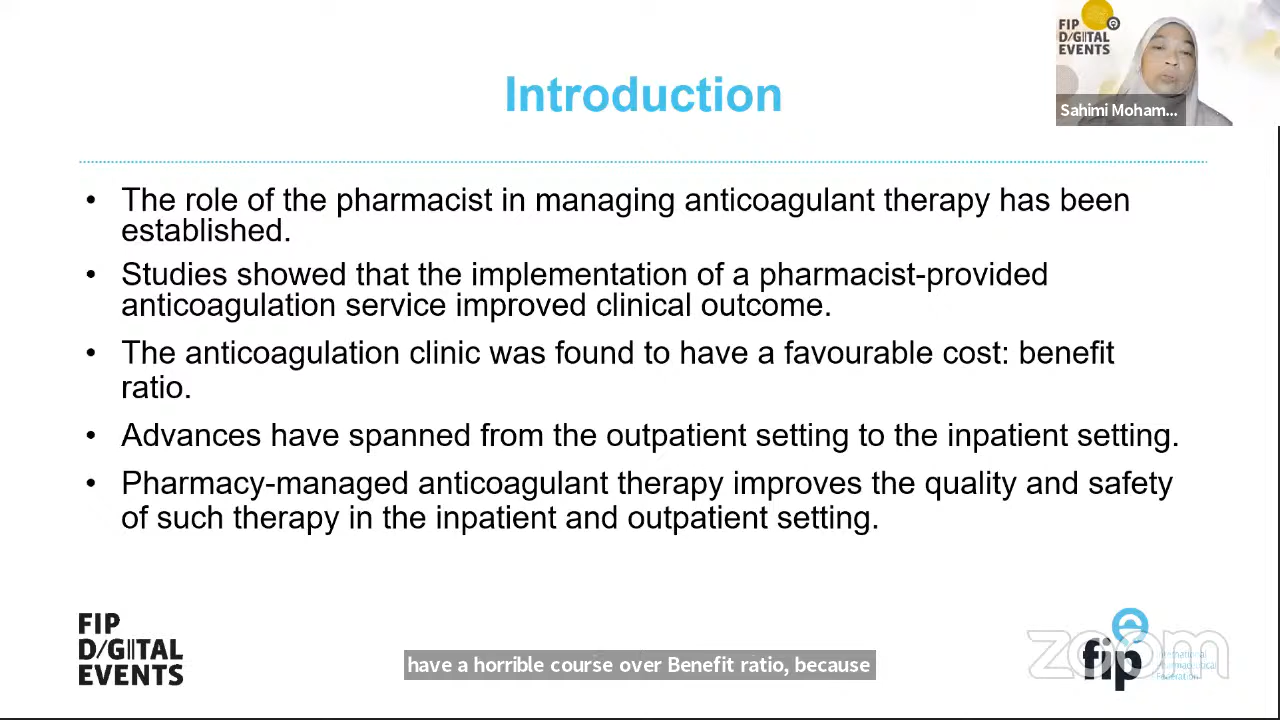 FIP
D/G/TAL
EVENTS
Sahimi Moham...
Introduction
• The role of the pharmacist in managing anticoagulant therapy has been
established.
• Studies showed that the implementation of a pharmacist-provided
anticoagulation service improved clinical outcome.
• The anticoagulation clinic was found to have a favourable cost: benefit
ratio.
• Advances have spanned from the outpatient setting to the inpatient setting.
• Pharmacy-managed anticoagulant therapy improves the quality and safety
of such therapy in the inpatient and outpatient setting.
FIP
D/G/TAL
EVENTS
have a horrible course over Benefit ratio, because
zoom
fip
International
Pharmaceutical
Federation